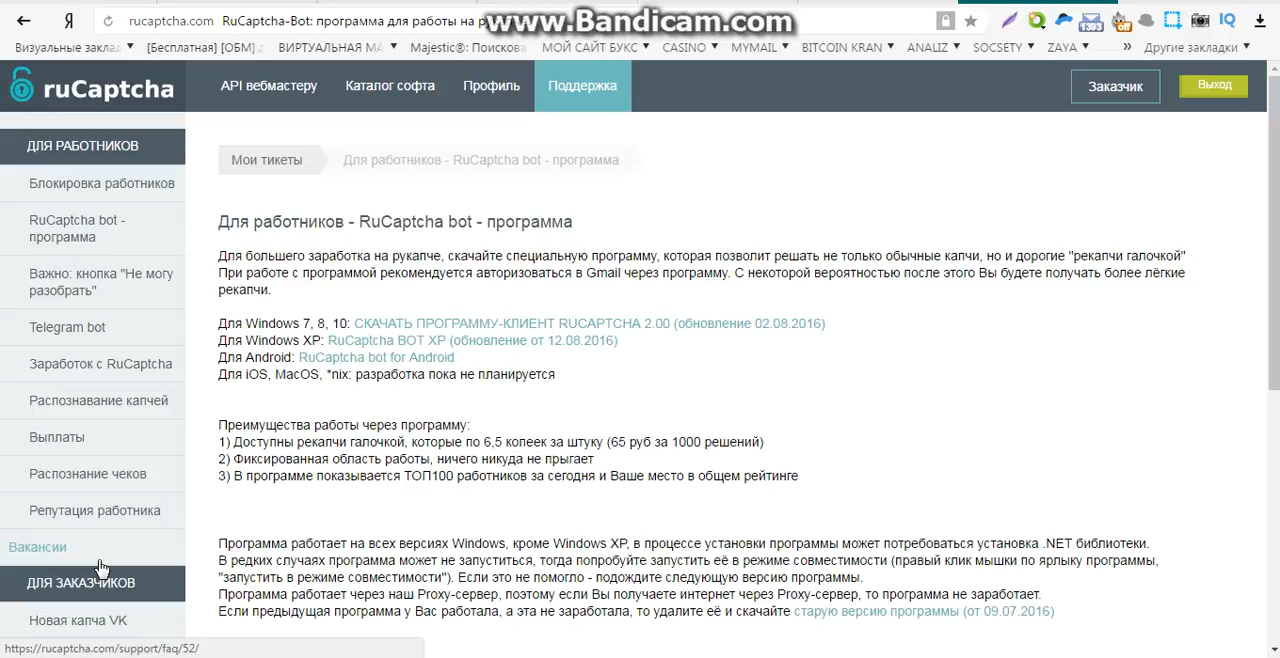 rucaptcha.com RuCaptcha-Bot: программа для работы на р
www.Bandicam.com
1393
off
IQ
Визуальные заклад
[Бесплатная] [ОБМ]
ВИРТУАЛЬНАЯ МА
Majestic®: Поискова
МОЙ САЙТ БУКС
CASINO
MYMAIL
BITCOIN KRAN
ANALIZ
SOCSETY
ZAYA
» Другие закладки
ruCaptcha
API вебмастеру
Каталог софта
Профиль
Поддержка
Заказчик
Выход
ДЛЯ РАБОТНИКОВ
Блокировка работников
RuCaptcha bot -
программа
Важно: кнопка "Не могу
разобрать"
Telegram bot
Заработок с RuCaptcha
Распознавание капчей
Выплаты
Распознание чеков
Репутация работника
Вакансии
ДЛЯ ЗАКАЗЧИКОВ
Новая капча VK
https://rucaptcha.com/support/faq/52/
Мои тикеты
Для работников - RuCaptcha bot - программа
Для работников - RuCaptcha bot - программа
Для большего заработка на рукапче, скачайте специальную программу, которая позволит решать не только обычные капчи, но и дорогие "рекапчи галочкой"
При работе с программой рекомендуется авторизоваться в Gmail через программу. С некоторой вероятностью после этого Вы будете получать более лёгкие
рекапчи.
Для Windows 7, 8, 10: СКАЧАТЬ ПРОГРАММУ-КЛИЕНТ RUCAPTCHA 2.00 (обновление 02.08.2016)
Для Windows XP: RuCaptcha BOT XP (обновление от 12.08.2016)
Для Android: RuCaptcha bot for Android
Для iOS, MacOS, *nix: разработка пока не планируется
Преимущества работы через программу:
1) Доступны рекапчи галочкой, которые по 6,5 копеек за штуку (65 руб за 1000 решений)
2) Фиксированная область работы, ничего никуда не прыгает
3) В программе показывается ТОП100 работников за сегодня и Ваше место в общем рейтинге
Программа работает на всех версиях Windows, кроме Windows XP, в процессе установки программы может потребоваться установка .NET библиотеки.
В редких случаях программа может не запуститься, тогда попробуйте запустить её в режиме совместимости (правый клик мышки по ярлыку программы,
"запустить в режиме совместимости"). Если это не помогло - подождите следующую версию программы.
Программа работает через наш Proxy-сервер, поэтому если Вы получаете интернет через Proxy-сервер, то программа не заработает.
Если предыдущая программа у Вас работала, а эта не заработала, то удалите её и скачайте старую версию программы (от 09.07.2016)